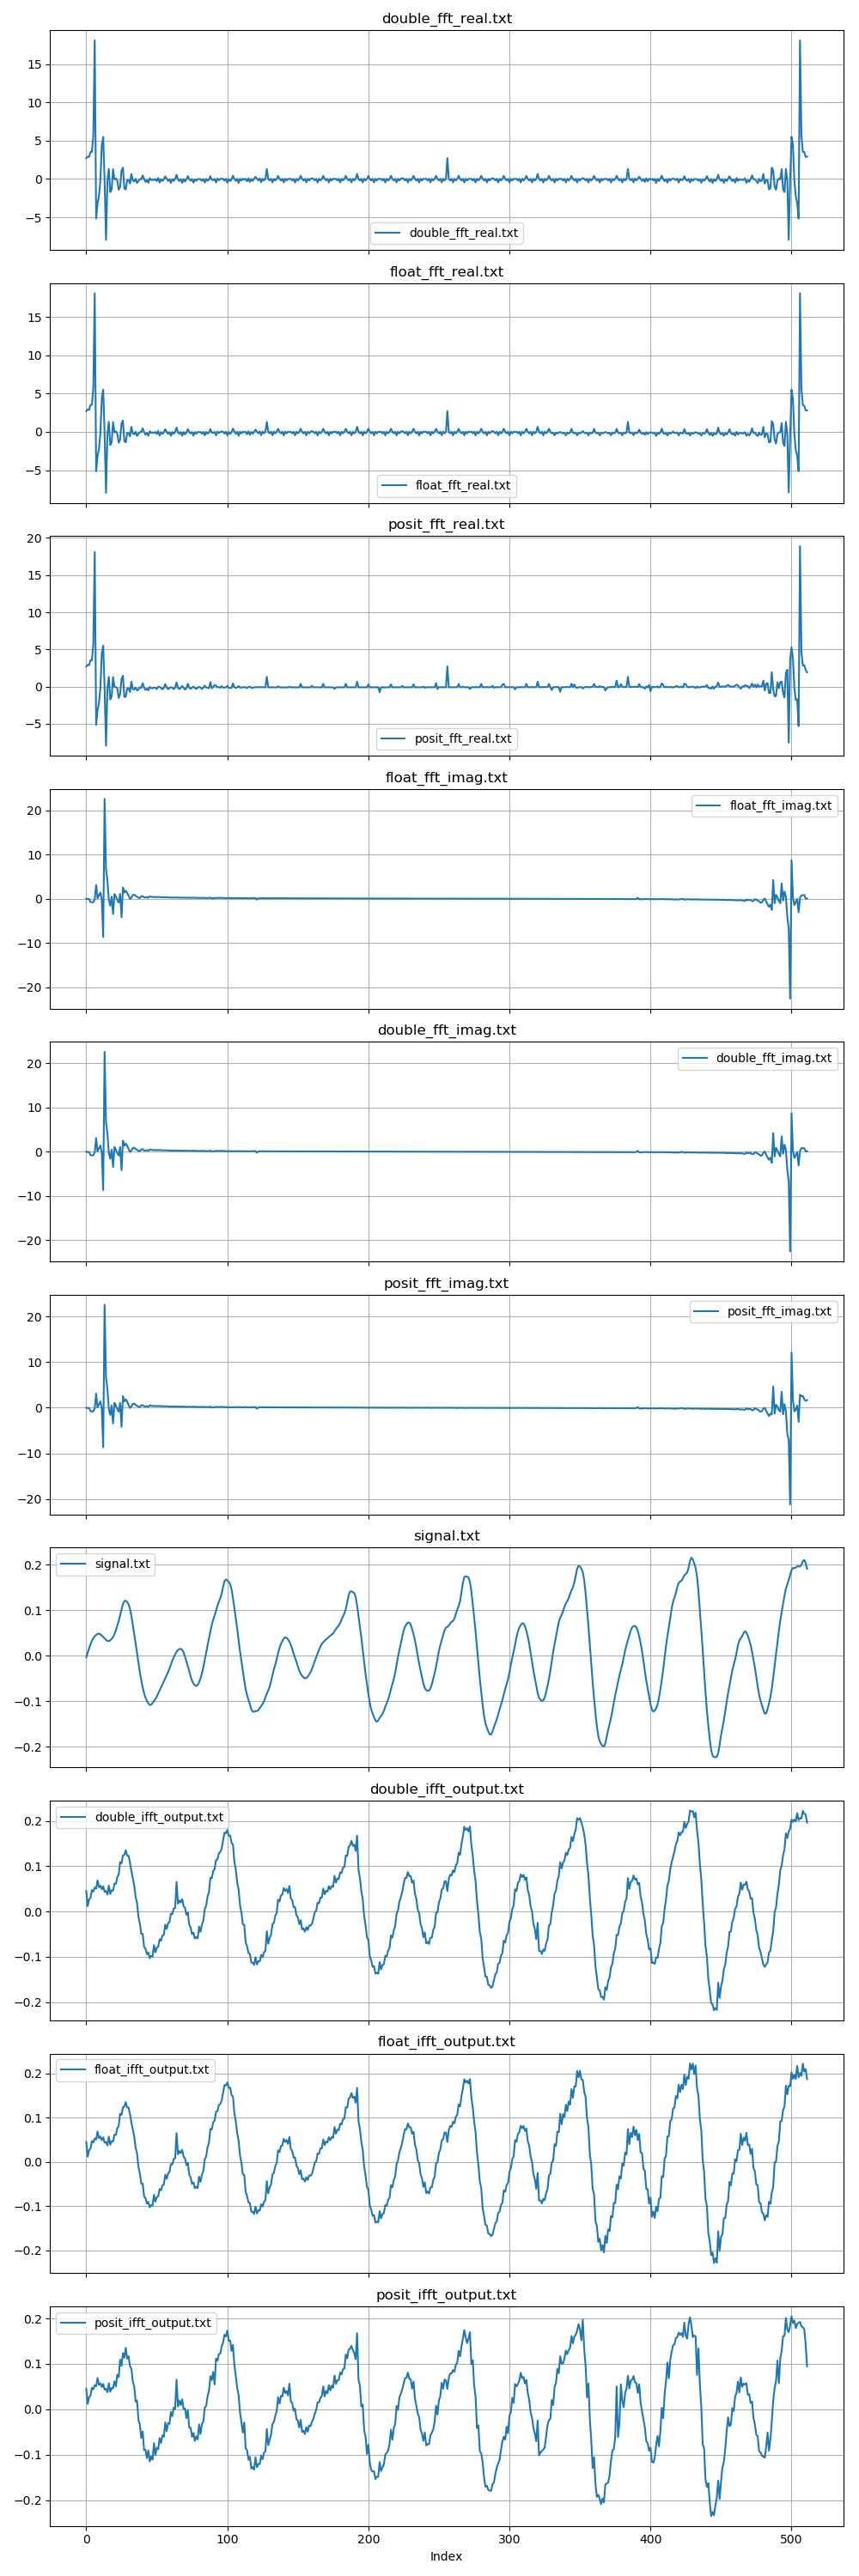 double_fft_real.txt
15
10
5
0
−5
double_fft_real.txt
float_fft_real.txt
15
10
5
0
−5
float_fft_real.txt
posit_fft_real.txt
20
15
10
5
0
−5
posit_fft_real.txt
float_fft_imag.txt
20
10
0
−10
−20
float_fft_imag.txt
double_fft_imag.txt
20
10
0
−10
−20
double_fft_imag.txt
posit_fft_imag.txt
20
10
0
−10
−20
posit_fft_imag.txt
signal.txt
0.2
0.1
0.0
−0.1
−0.2
signal.txt
double_ifft_output.txt
0.2
0.1
0.0
−0.1
−0.2
double_ifft_output.txt
float_ifft_output.txt
0.2
0.1
0.0
−0.1
−0.2
float_ifft_output.txt
posit_ifft_output.txt
0.2
0.1
0.0
−0.1
−0.2
posit_ifft_output.txt
0 100 200 300 400 500
Index